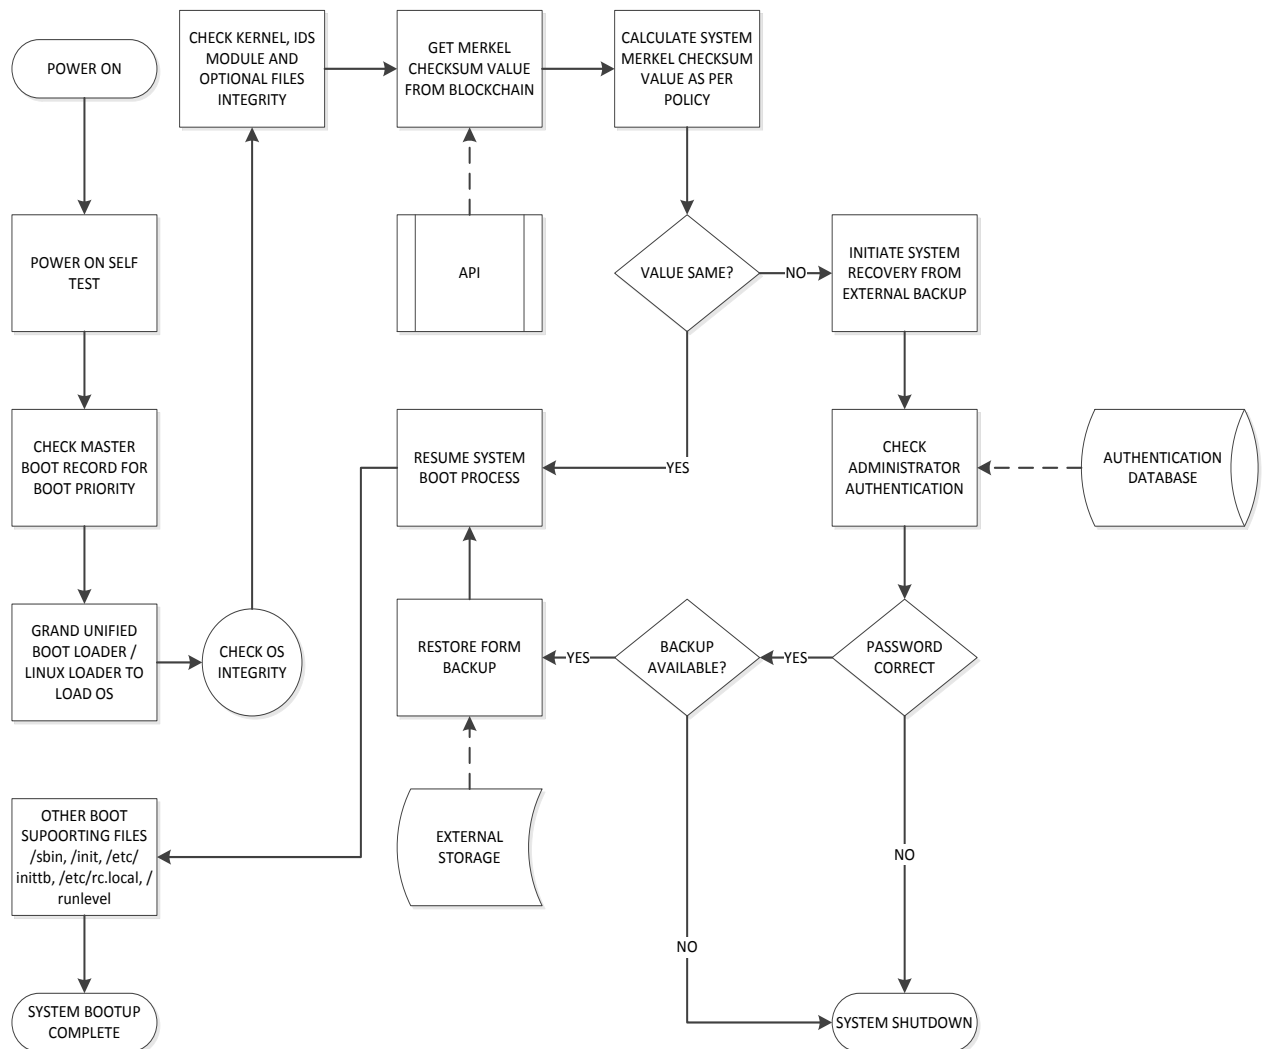 POWER ON
CHECK KERNEL, IDS
MODULE AND
OPTIONAL FILES
INTEGRITY
GET MERKEL
CHECKSUM VALUE
FROM BLOCKCHAIN
CALCULATE SYSTEM
MERKEL CHECKSUM
VALUE AS PER
POLICY
POWER ON SELF
TEST
API
VALUE SAME?
NO
INITIATE SYSTEM
RECOVERY FROM
EXTERNAL BACKUP
CHECK MASTER
BOOT RECORD FOR
BOOT PRIORITY
RESUME SYSTEM
BOOT PROCESS
YES
CHECK
ADMINISTRATOR
AUTHENTICATION
AUTHENTICATION
DATABASE
GRAND UNIFIED
BOOT LOADER /
LINUX LOADER TO
LOAD OS
CHECK OS
INTEGRITY
RESTORE FORM
BACKUP
YES
BACKUP
AVAILABLE?
YES
PASSWORD
CORRECT
OTHER BOOT
SUPOORTING FILES
/sbin, /init, /etc/
inittb, /etc/rc.local, /
runlevel
EXTERNAL
STORAGE
NO
NO
SYSTEM BOOTUP
COMPLETE
SYSTEM SHUTDOWN